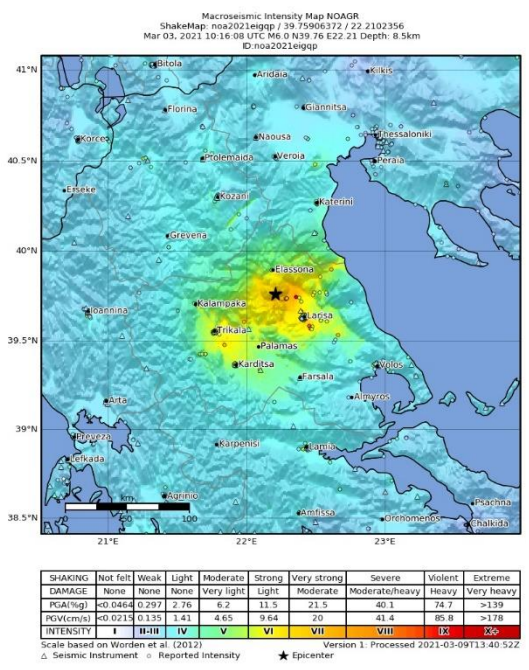 Macroseismic Intensity Map NOAGR
ShakeMap: noa2021eigqp / 39.75906372 / 22.2102356
Mar 03, 2021 10:16:08 UTC M6.0 N39.76 E22.21 Depth: 8.5km
ID:noa2021eigqp
41°N
Bitola
Aridaia
Kilkis
Florina
Giannitsa
Korce
Naousa
Thessaloniki
40.5°N
Ptolemaida
Veroia
Peraia
Erseke
Kozani
Katerini
Grevena
40°N
Elassona
Ioannina
Kalampaka
Larisa
39.5°N
Trikala
Palamas
Karditsa
Volos
Farsala
Arta
Almyros
39°N
Preveza
Karpenisi
Lamia
Lefkada
km
0 50 100
Agrinio
Psachna
38.5°N
Amfissa
Orchomenos
Chalkida
21°E 22°E 23°E
SHAKING Not felt Weak Light Moderate Strong Very strong Severe Violent Extreme
DAMAGE None None None Very light Light Moderate Moderate/heavy Heavy Very heavy
PGA(%g) <0.0464 0.297 2.76 6.2 11.5 21.5 40.1 74.7 >139
PGV(cm/s) <0.0215 0.135 1.41 4.65 9.64 20 41.4 85.8 >178
INTENSITY I II-III IV V VI VII VIII IX X+
Scale based on Worden et al. (2012) Version 1: Processed 2021-03-09T13:40:52Z
△ Seismic Instrument ○ Reported Intensity ★ Epicenter